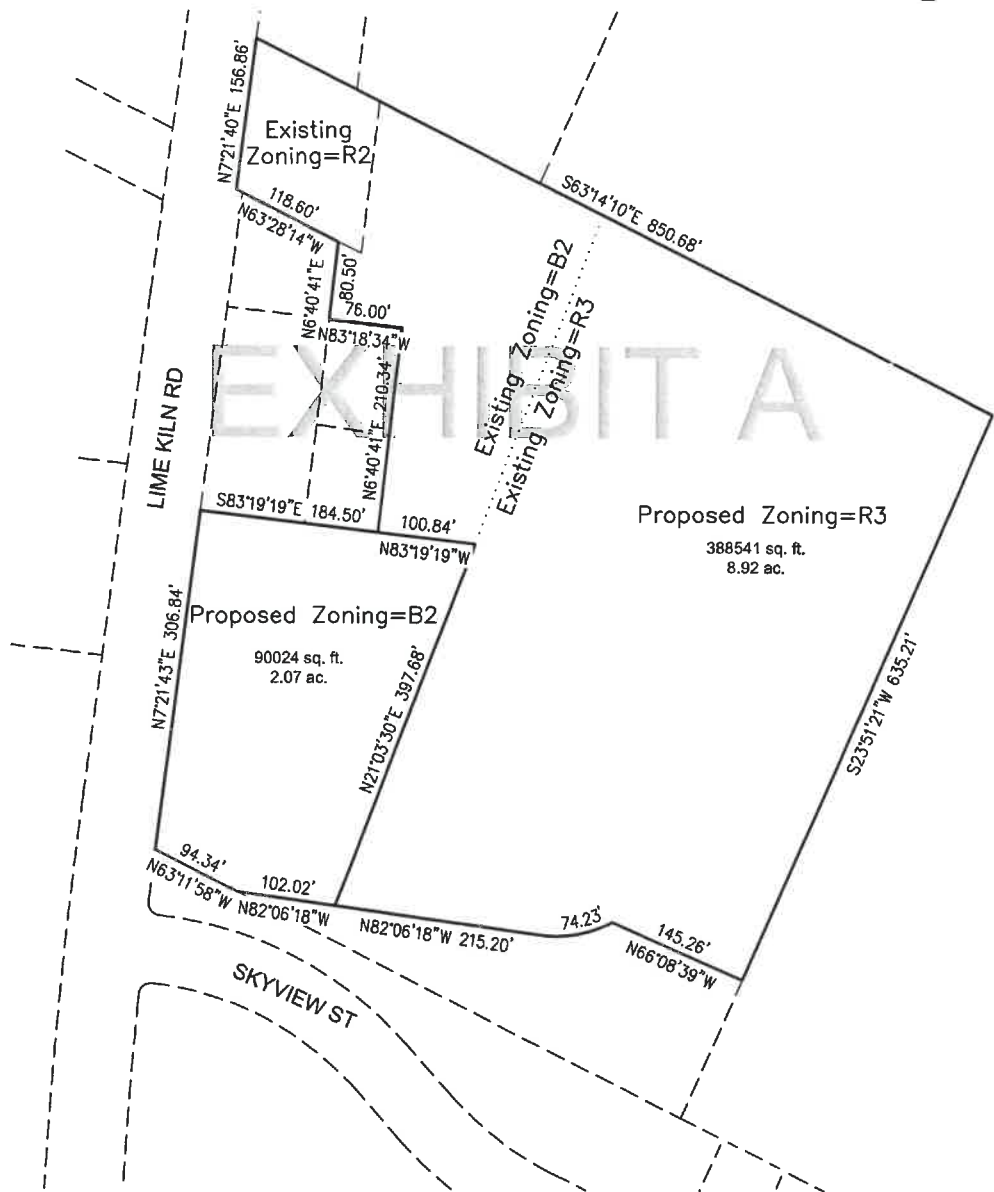 N7°21'40"E 156.86'
Existing
Zoning=R2
118.60'
N63°28'14"W
S63°14'10"E 850.68'
N6°40'41"E
80.50'
76.00'
N83°18'34"W
Existing Zoning=B2
Existing Zoning=R3
EXHIBIT A
N6°40'41"E 210.34'
LIME KILN RD
S83°19'19"E 184.50'
100.84'
N83°19'19"W
Proposed Zoning=R3
388541 sq. ft.
8.92 ac.
Proposed Zoning=B2
90024 sq. ft.
2.07 ac.
N7°21'43"E 306.84'
N21°03'30"E 397.68'
S23°51'21"W 635.21'
94.34'
N63°11'58"W
102.02'
N82°06'18"W
N82°06'18"W 215.20'
74.23'
145.26'
N66°08'39"W
SKYVIEW ST